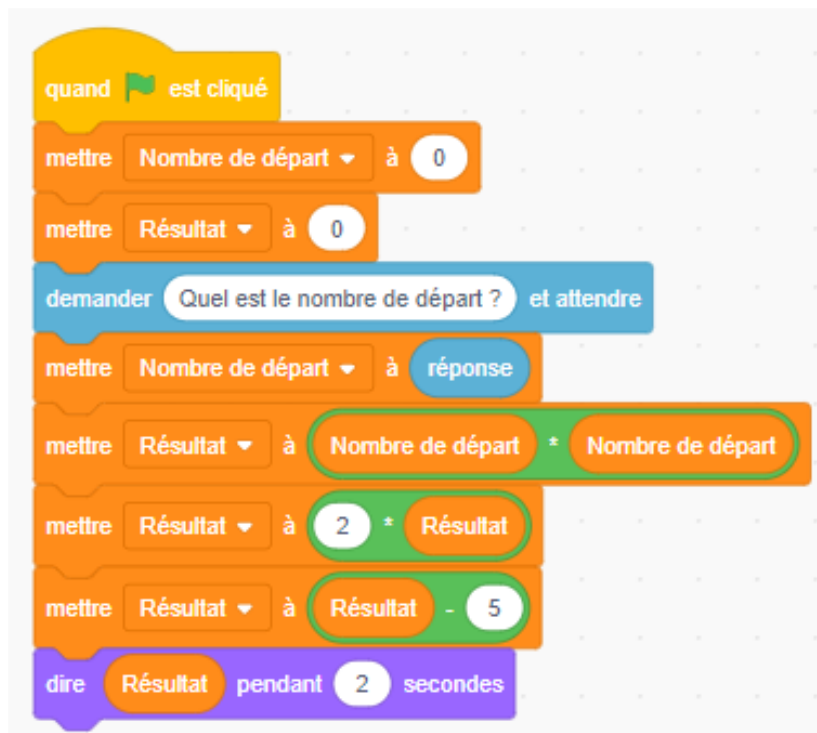 quand est cliqué
mettre Nombre de départ à 0
mettre Résultat à 0
demander Quel est le nombre de départ ? et attendre
mettre Nombre de départ à réponse
mettre Résultat à Nombre de départ * Nombre de départ
mettre Résultat à 2 * Résultat
mettre Résultat à Résultat - 5
dire Résultat pendant 2 secondes